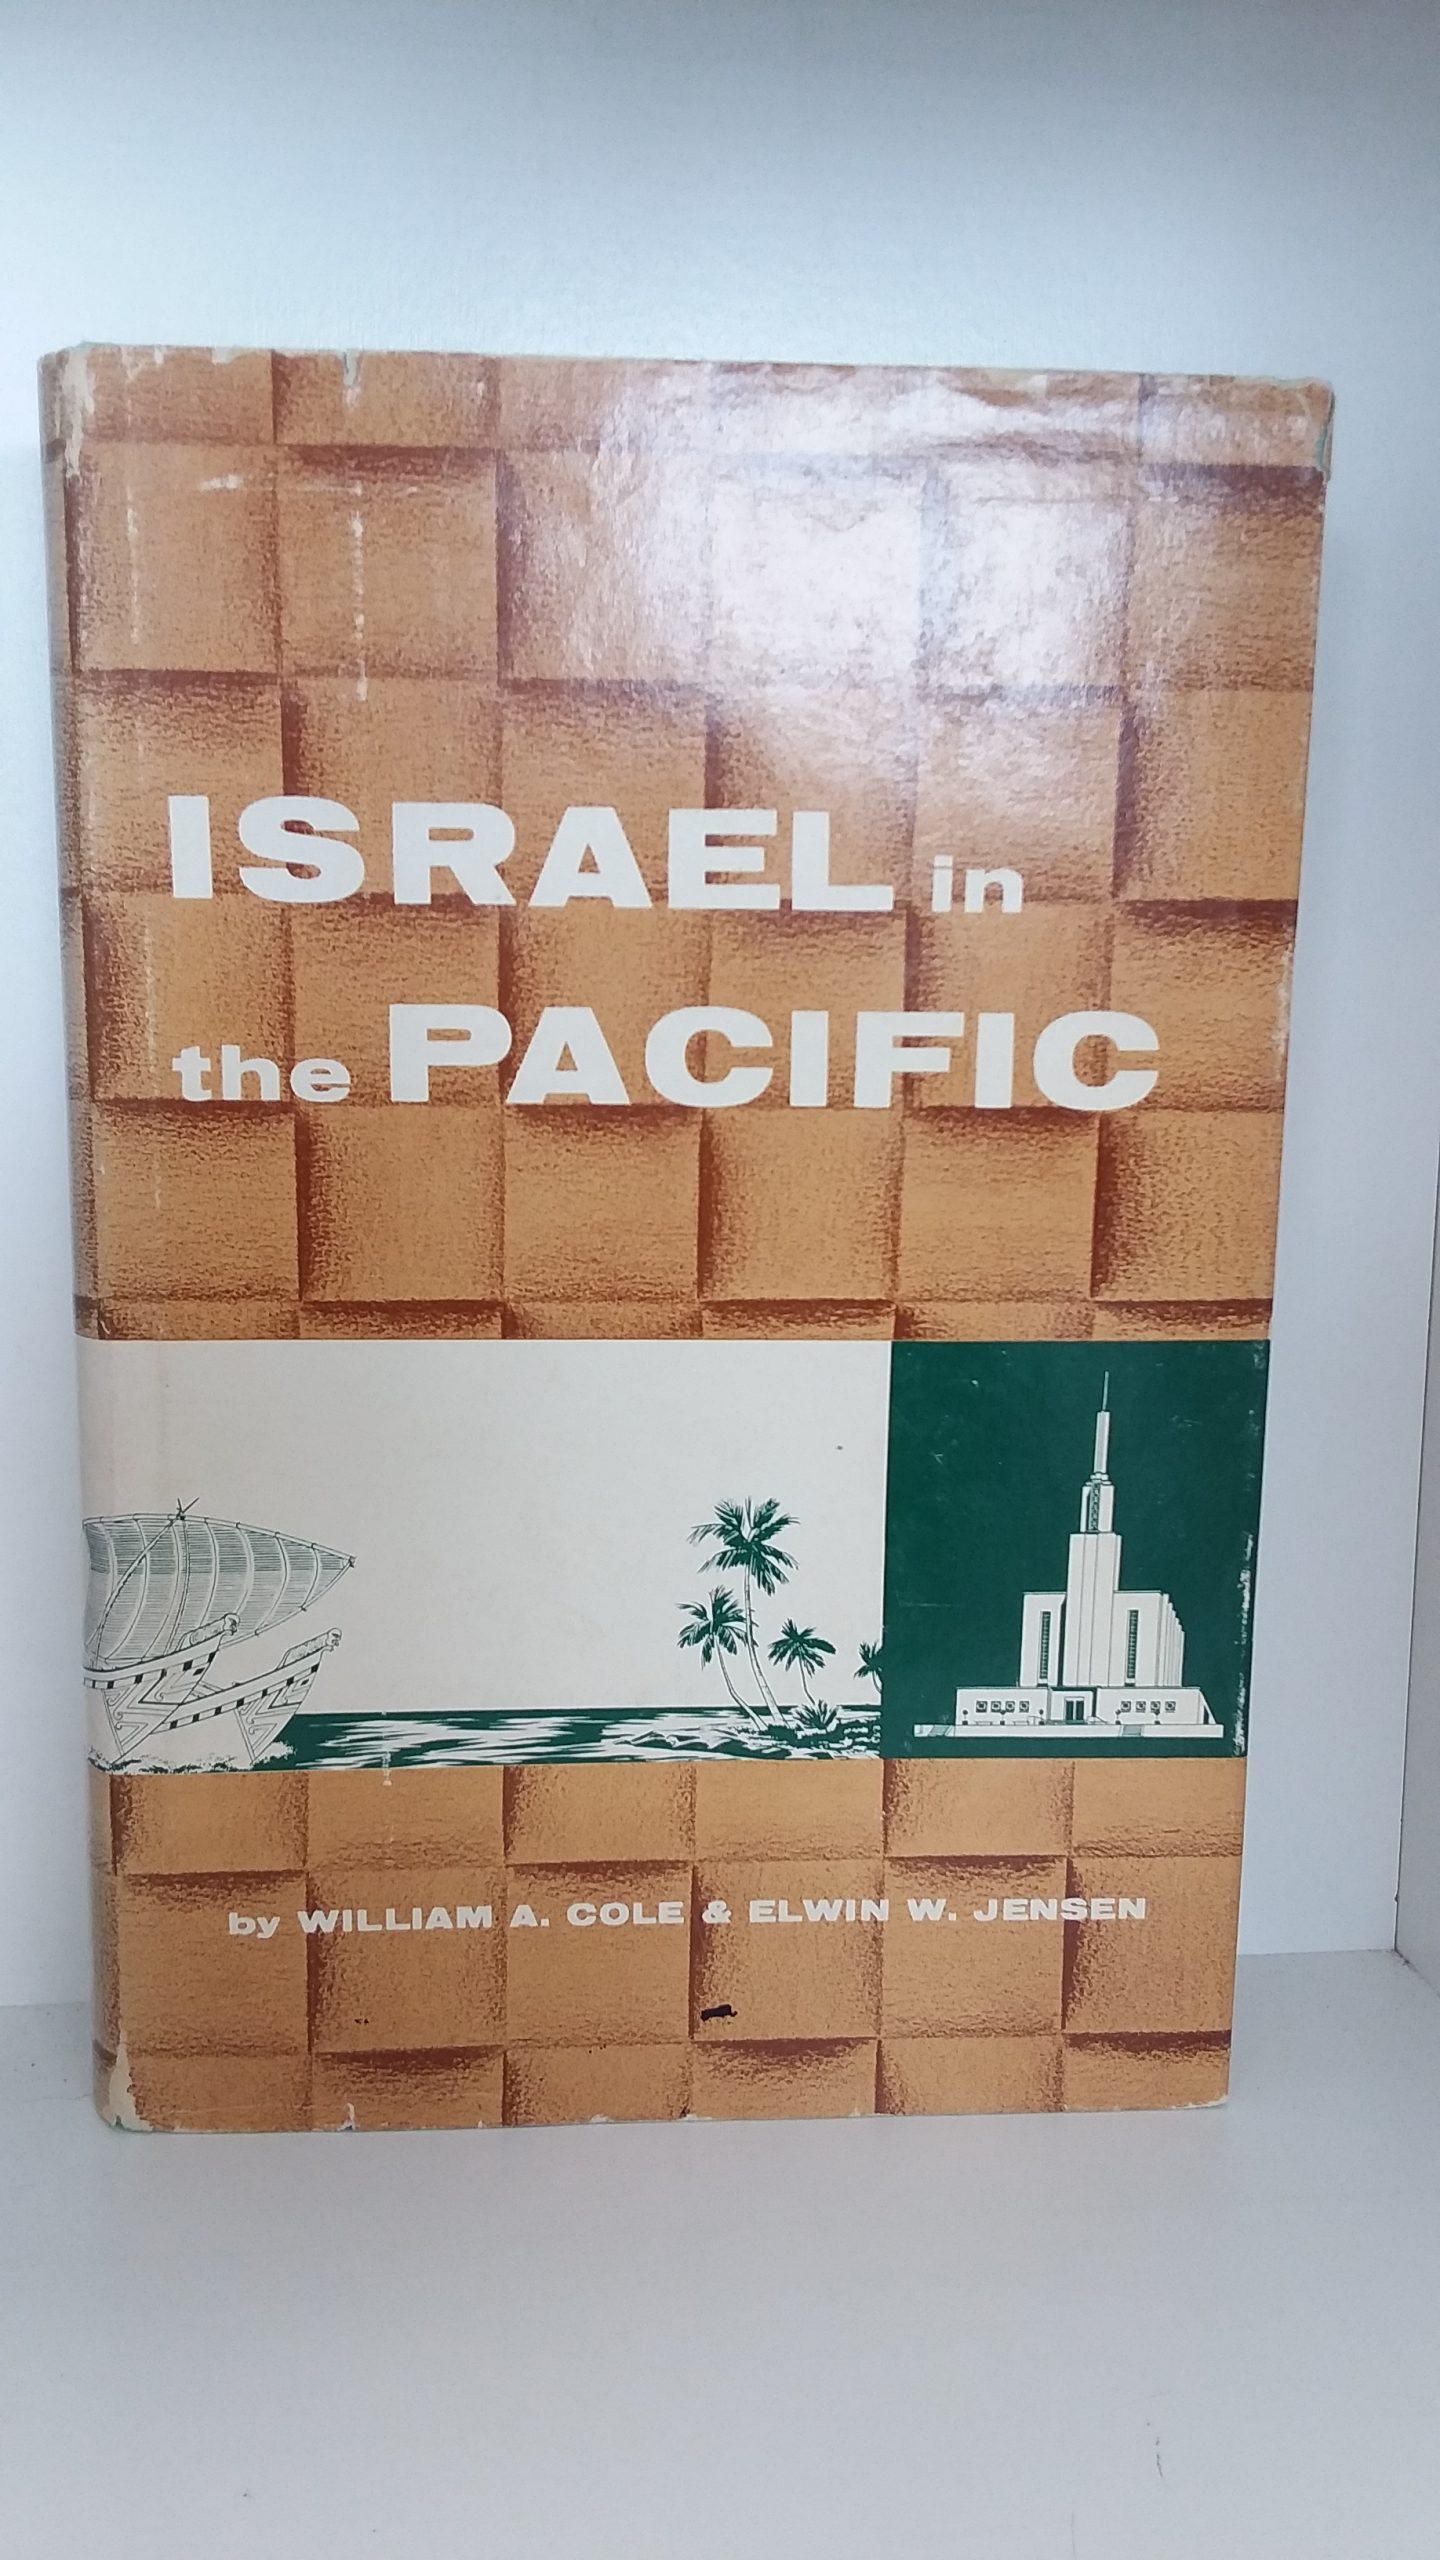 ISRAEL in
the PACIFIC
by WILLIAM A. COLE & ELWIN W. JENSEN